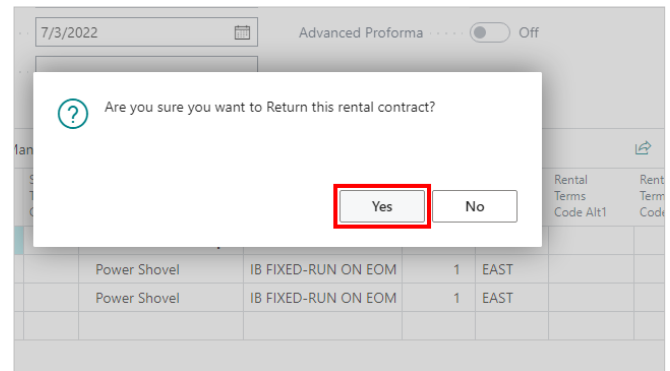 7/3/2022 Advanced Proforma Off
Are you sure you want to Return this rental contract?
Yes No
Rental
Terms
Code Alt1
Power Shovel IB FIXED-RUN ON EOM 1 EAST
Power Shovel IB FIXED-RUN ON EOM 1 EAST